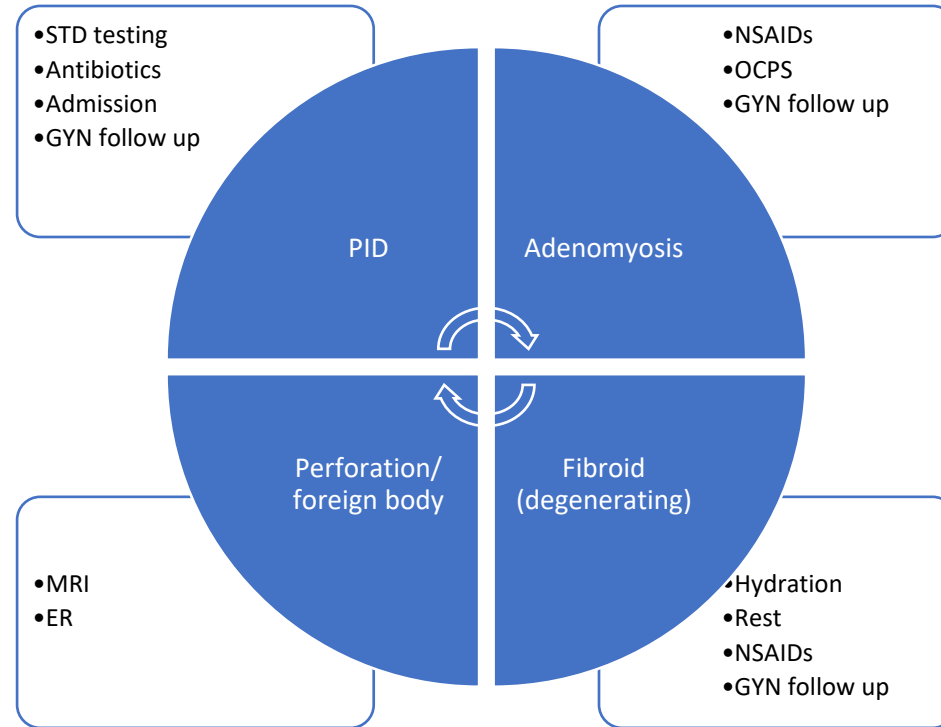 •STD testing
•Antibiotics
•Admission
•GYN follow up
•NSAIDs
•OCPS
•GYN follow up
PID
Adenomyosis
Perforation/
foreign body
Fibroid
(degenerating)
•MRI
•ER
•Hydration
•Rest
•NSAIDs
•GYN follow up